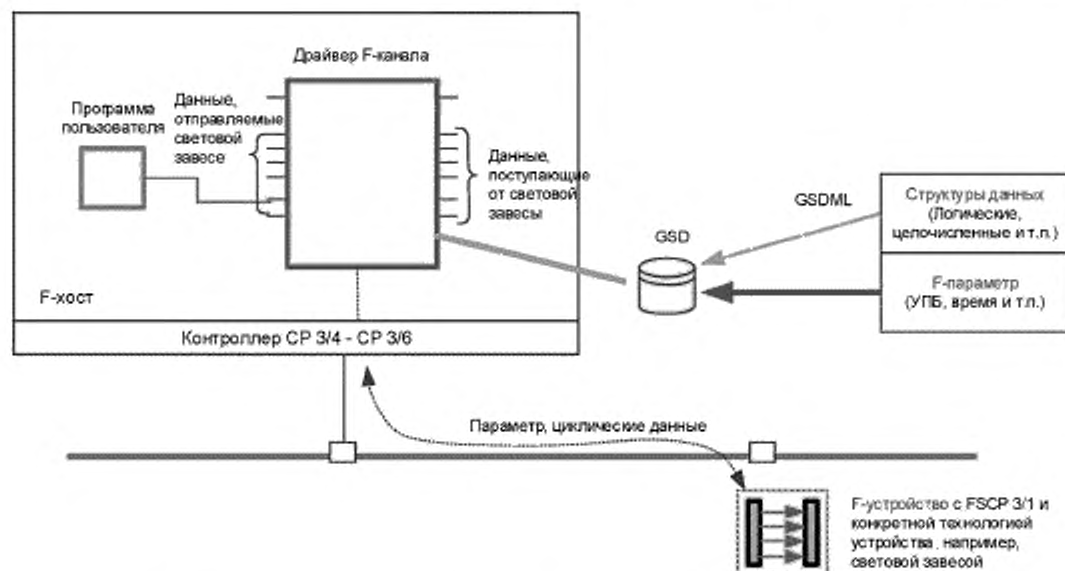 Драйвер F-канала
Программа
пользователя
Данные,
отправляемые
световой
завесе
Данные,
поступающие
от световой
завесы
GSDML
GSD
Структуры данных
(Логические,
целочисленные и т.п.)
F-параметр
(УПБ, время и т.п.)
F-хост
Контроллер СР 3/4 - СР 3/6
Параметр, циклические данные
F-устройство с FSCP 3/1 и
конкретной технологией
устройства, например,
световой завесой